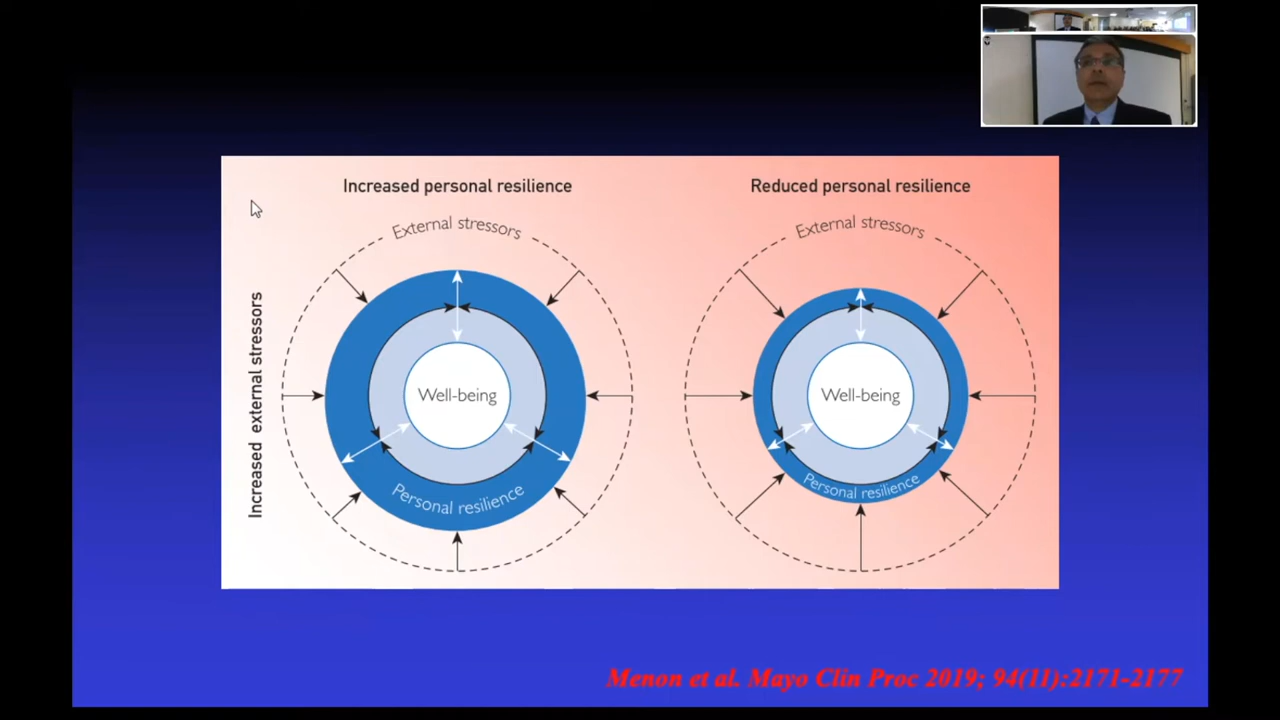 Increased personal resilience
Reduced personal resilience
External stressors
External stressors
Increased external stressors
Well-being
Well-being
Personal resilience
Personal resilience
Menon et al. Mayo Clin Proc 2019; 94(11):2171-2177